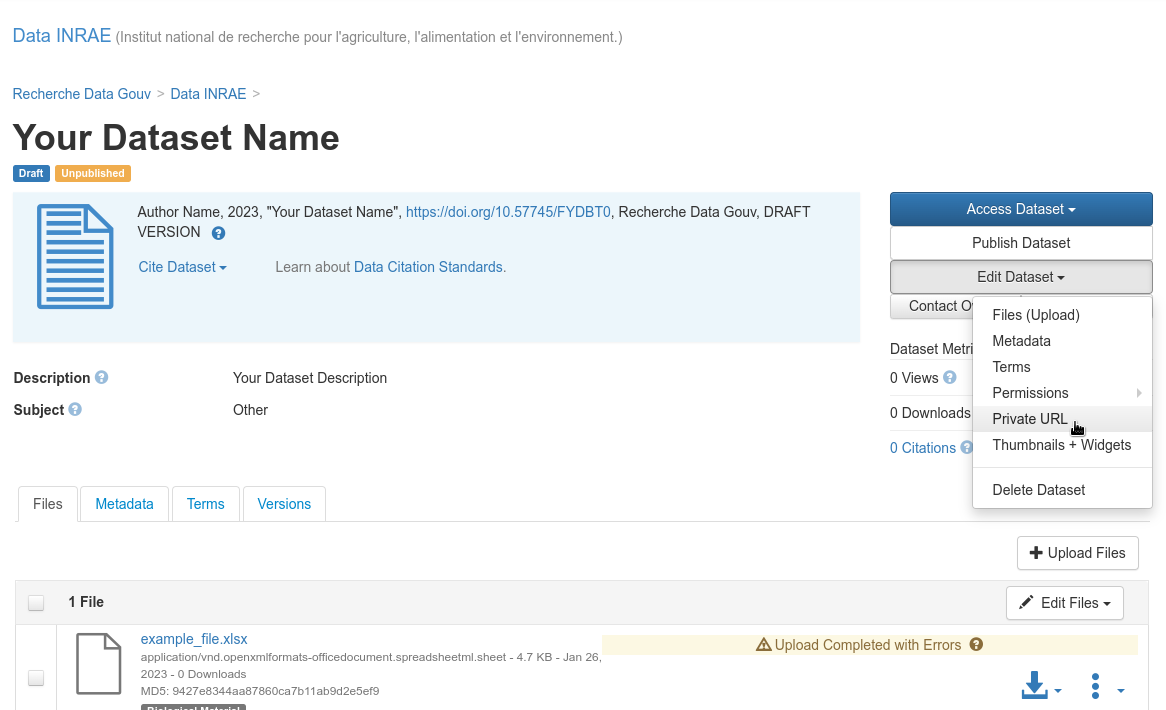 Data INRAE (Institut national de recherche pour l'agriculture, l'alimentation et l'environnement.)
Recherche Data Gouv > Data INRAE >
Your Dataset Name
Draft Unpublished
Author Name, 2023, "Your Dataset Name", https://doi.org/10.57745/FYDBT0, Recherche Data Gouv, DRAFT
VERSION ?
Cite Dataset Learn about Data Citation Standards.
Access Dataset
Publish Dataset
Edit Dataset
Contact O
Files (Upload)
Metadata
Terms
Permissions
Private URL
Thumbnails + Widgets
Delete Dataset
Dataset Metri
0 Views ?
0 Downloads
0 Citations ?
Description ? Your Dataset Description
Subject ? Other
Files Metadata Terms Versions
Upload Files
1 File Edit Files
example_file.xlsx
application/vnd.openxmlformats-officedocument.spreadsheetml.sheet - 4.7 KB - Jan 26,
2023 - 0 Downloads
MD5: 9427e8344aa87860ca7b11ab9d2e5ef9
Biological Material
Upload Completed with Errors ?